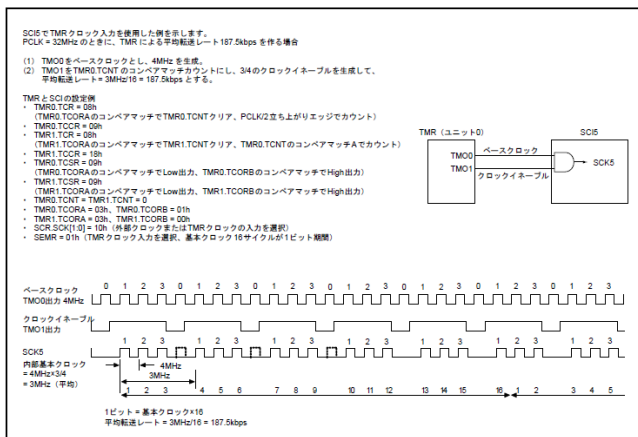 SCI5でTMRクロック入力を使用した例を示します。
PCLK = 32MHzのときに、TMRによる平均転送レート187.5kbpsを作る場合
(1) TMO0をベースクロックとし、4MHzを生成。
(2) TMO1をTMR0.TCNTのコンペアマッチカウントにし、3/4のクロックイネーブルを生成して、
平均転送レート= 3MHz/16 = 187.5kbpsとする。
TMRとSCIの設定例
・ TMR0.TCR = 08h
(TMR0.TCORAのコンペアマッチでTMR0.TCNTクリア、PCLK/2立ち上がりエッジでカウント)
・ TMR0.TCCR = 09h
・ TMR1.TCR = 08h
(TMR1.TCORAのコンペアマッチでTMR1.TCNTクリア、TMR0.TCNTのコンペアマッチAでカウント)
・ TMR1.TCCR = 18h
・ TMR0.TCSR = 09h
(TMR0.TCORAのコンペアマッチでLow出力、TMR0.TCORBのコンペアマッチでHigh出力)
・ TMR1.TCSR = 09h
(TMR1.TCORAのコンペアマッチでLow出力、TMR1.TCORBのコンペアマッチでHigh出力)
・ TMR0.TCNT = TMR1.TCNT = 0
・ TMR0.TCORA = 03h、TMR0.TCORB = 01h
・ TMR1.TCORA = 03h、TMR1.TCORB = 00h
・ SCR.SCK[1:0] = 10h(外部クロックまたはTMRクロックの入力を選択)
・ SEMR = 01h(TMRクロック入力を選択、基本クロック16サイクルが1ビット期間)
TMR(ユニット0)
SCI5
TMO0
ベースクロック
TMO1
クロックイネーブル
SCK5
ベースクロック
TMO0出力 4MHz
0 1 2 3 0 1 2 3 0 1 2 3 0 1 2 3 0 1 2 3 0 1 2 3 0 1 2 3
クロックイネーブル
TMO1出力
SCK5
1 2 3 1 2 3 1 2 3 1 2 3 1 2 3 1 2 3 1 2 3
内部基本クロック
= 4MHz×3/4
= 3MHz(平均)
4MHz
3MHz
1 2 3 4 5 6 7 8 9 10 11 12 13 14 15 16 1 2 3 4 5
1ビット = 基本クロック×16
平均転送レート = 3MHz/16 = 187.5kbps